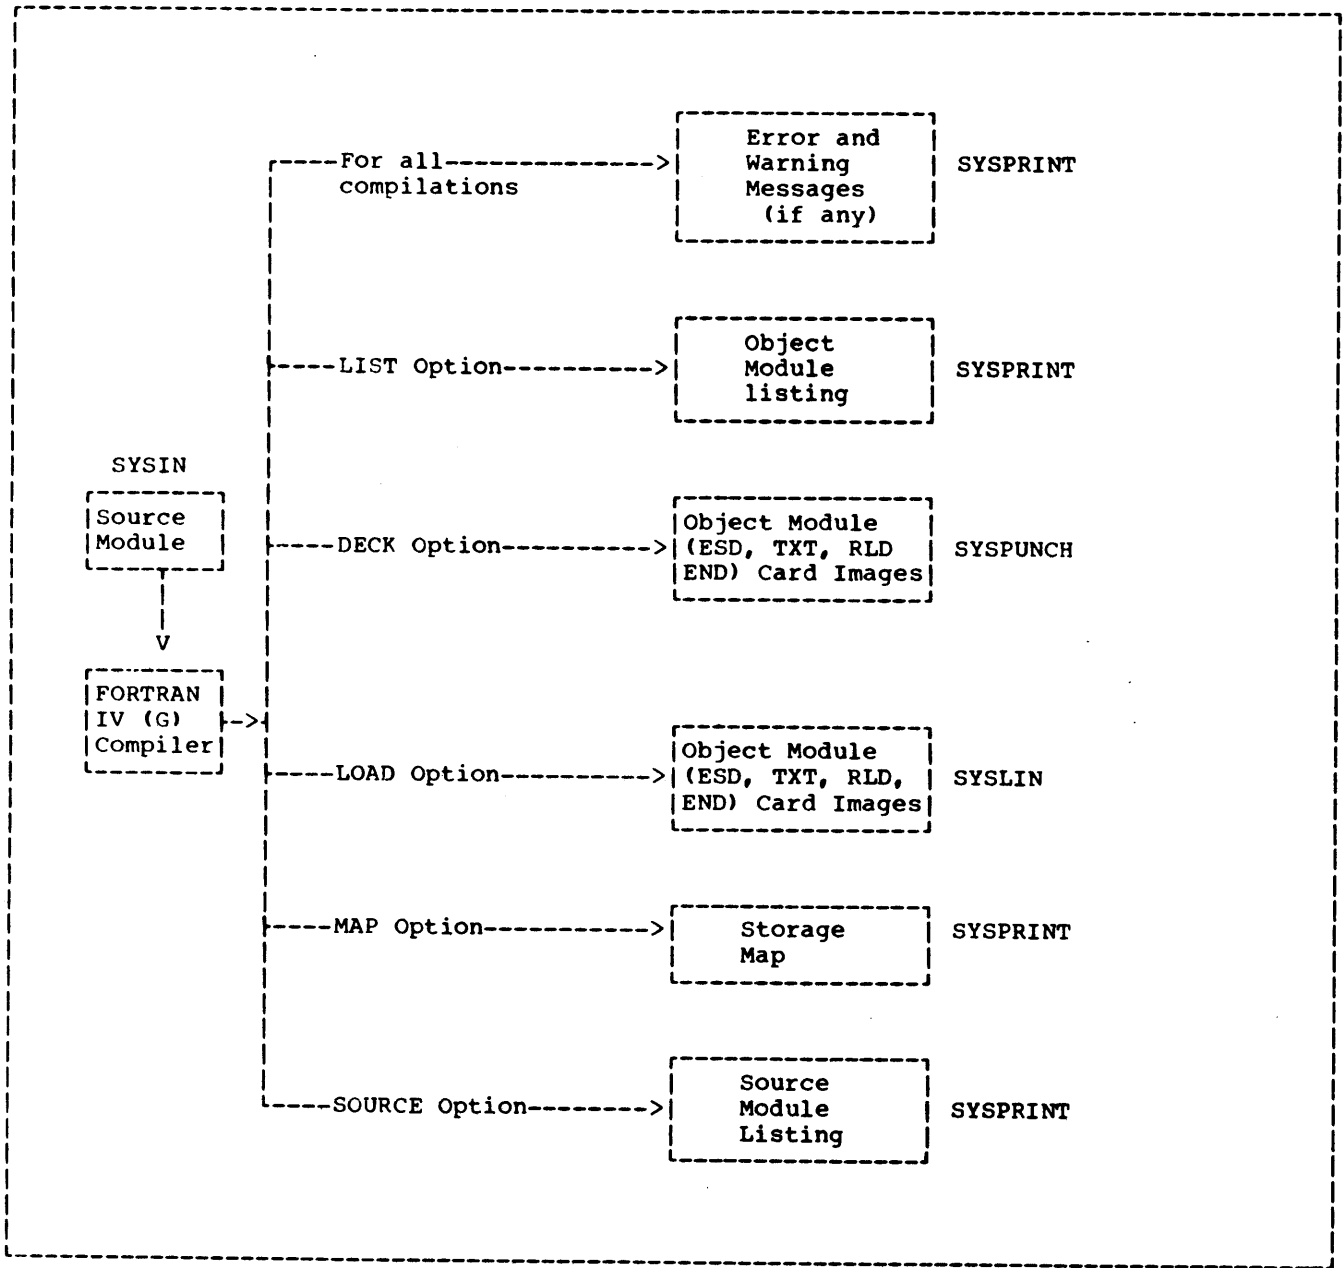 For all
compilations
Error and
Warning
Messages
(if any)
SYSPRINT
LIST Option
Object
Module
listing
SYSPRINT
SYSIN
Source
Module
DECK Option
Object Module
(ESD, TXT, RLD
END) Card Images
SYSPUNCH
FORTRAN
IV (G)
Compiler
LOAD Option
Object Module
(ESD, TXT, RLD,
END) Card Images
SYSLIN
MAP Option
Storage
Map
SYSPRINT
SOURCE Option
Source
Module
Listing
SYSPRINT